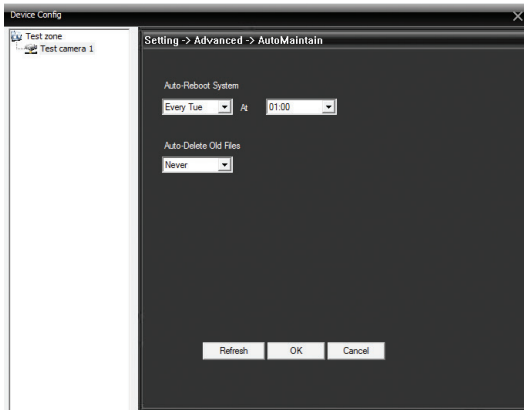 Device Config
Test zone
Test camera 1
Setting -> Advanced -> AutoMaintain
Auto-Reboot System
Every Tue At 01:00
Auto-Delete Old Files
Never
Refresh OK Cancel